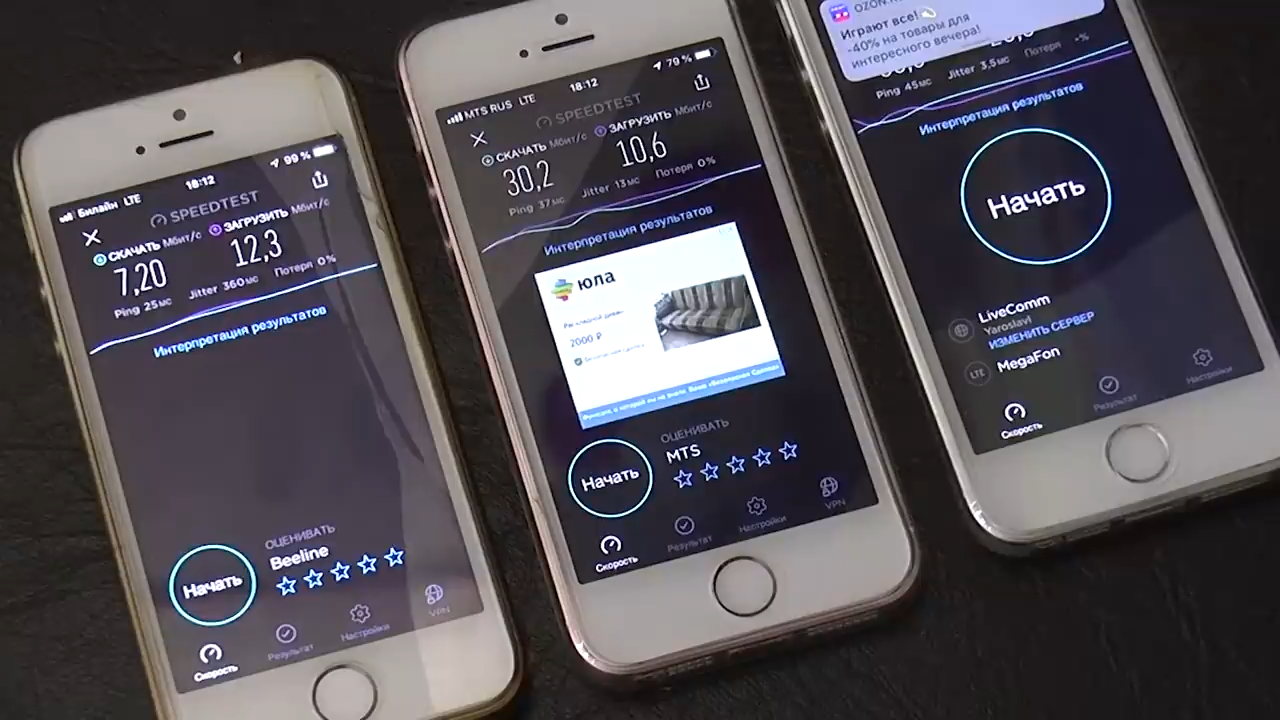 Билайн LTE 18:12 99 %
SPEEDTEST
СКАЧАТЬ Мбит/с ЗАГРУЗИТЬ Мбит/с
7,20 12,3
Ping 25мс Jitter 360мс Потеря 0%
Интерпретация результатов
Начать
ОЦЕНИВАТЬ
Beeline
Скорость Результат Настройки VPN
MTS RUS LTE 18:12 79 %
SPEEDTEST
СКАЧАТЬ Мбит/с ЗАГРУЗИТЬ Мбит/с
30,2 10,6
Ping 37мс Jitter 13мс Потеря 0%
Интерпретация результатов
юла
2000 ₽
Начать
ОЦЕНИВАТЬ
MTS
Скорость Результат Настройки VPN
Играют все!
-40% на товары для
интересного вечера!
Ping 45мс Jitter 3,5мс Потеря -%
Интерпретация результатов
Начать
LiveComm
Yaroslavl
ИЗМЕНИТЬ СЕРВЕР
LTE MegaFon
Скорость Результат Настройки